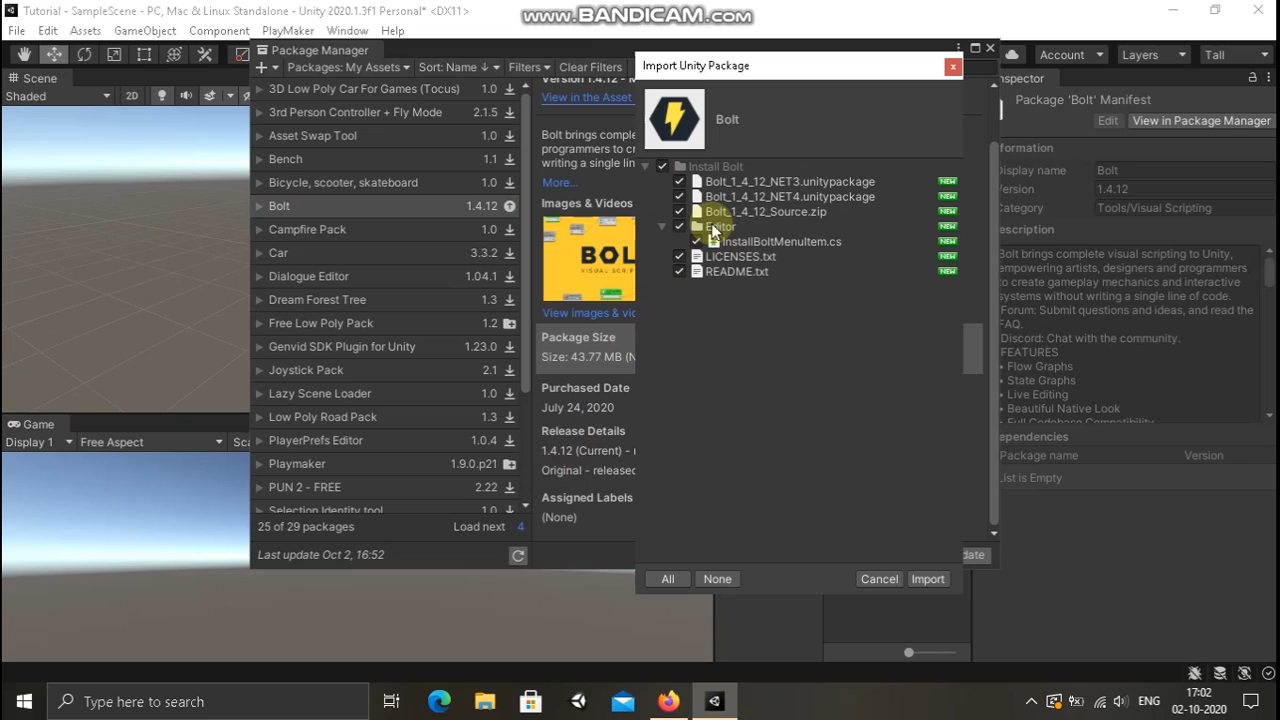 Tutorial - SampleScene - PC, Mac & Linux Standalone - Unity 2020.1.3f1 Personal* <DX11>
www.BANDICAM.com
File Edit Assets GameObject Component PlayMaker Window Help
Account Layers Tall
Scene
Shaded 2D
Package Manager
Packages: My Assets Sort: Name ↓ Filters Clear Filters
3D Low Poly Car For Games (Tocus) 1.0
3rd Person Controller + Fly Mode 2.1.5
Asset Swap Tool 1.0
Bench 1.1
Bicycle, scooter, skateboard 1.0
Bolt 1.4.12
Campfire Pack 1.0
Car 3.3.2
Dialogue Editor 1.04.1
Dream Forest Tree 1.3
Free Low Poly Pack 1.2
Genvid SDK Plugin for Unity 1.23.0
Joystick Pack 2.1
Lazy Scene Loader 1.0
Low Poly Road Pack 1.3
PlayerPrefs Editor 1.0.4
Playmaker 1.9.0.p21
PUN 2 - FREE 2.22
Selection Identity tool 1.0
25 of 29 packages Load next 4
Last update Oct 2, 16:52
View in the Asset
Bolt brings comple
programmers to cre
writing a single lin
More...
Images & Videos
BOL
View images & vic
Package Size
Size: 43.77 MB (N
Purchased Date
July 24, 2020
Release Details
1.4.12 (Current) -
Original - released
Assigned Labels
(None)
Import Unity Package
Bolt
Install Bolt
Bolt_1_4_12_NET3.unitypackage NEW
Bolt_1_4_12_NET4.unitypackage NEW
Bolt_1_4_12_Source.zip NEW
Editor NEW
InstallBoltMenuItem.cs NEW
LICENSES.txt NEW
README.txt NEW
All None Cancel Import
date
nspector
Package 'Bolt' Manifest
Edit View in Package Manager
nformation
Display name Bolt
Version 1.4.12
Category Tools/Visual Scripting
Description
Bolt brings complete visual scripting to Unity,
empowering artists, designers and programmers
to create gameplay mechanics and interactive
systems without writing a single line of code.
Forum: Submit questions and ideas, and read the
FAQ.
Discord: Chat with the community.
FEATURES
• Flow Graphs
• State Graphs
• Live Editing
• Beautiful Native Look
Dependencies
Package name Version
List is Empty
Game
Display 1 Free Aspect Sca
Type here to search
ENG
17:02
02-10-2020